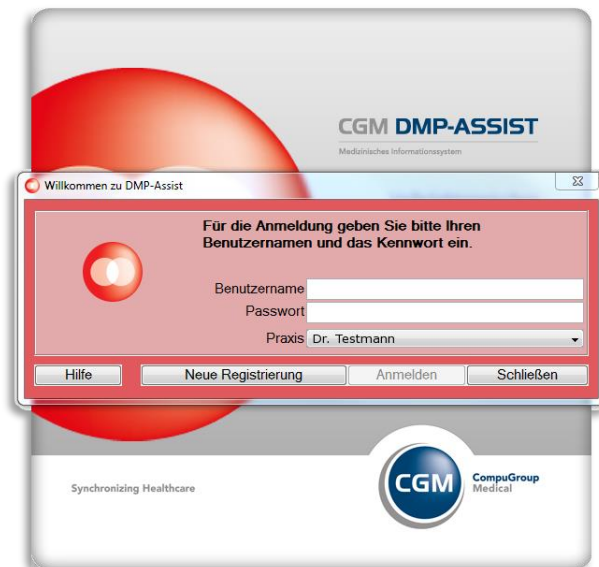 CGM DMP-ASSIST
Medizinisches Informationssystem
Willkommen zu DMP-Assist
Für die Anmeldung geben Sie bitte Ihren
Benutzernamen und das Kennwort ein.
Benutzername
Passwort
Praxis Dr. Testmann
Hilfe Neue Registrierung Anmelden Schließen
Synchronizing Healthcare
CGM
CompuGroup
Medical